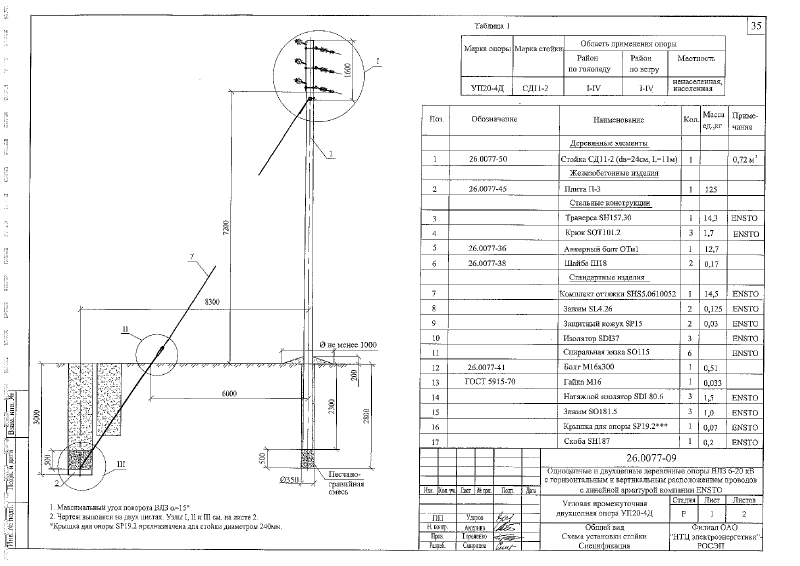 35
Таблица 1
Марка опоры Марка стойки Область применения опоры
Район по гололеду Район по ветру Местность
УП20-4Д СД11-2 I-IV I-IV ненаселенная, населенная
Поз. Обозначение Наименование Кол. Масса ед.,кг Приме-чание
Деревянные элементы
1 26.0077-50 Стойка СД11-2 (dв=24см, L=11м) 1 0,72 м³
Железобетонные изделия
2 26.0077-45 Плита П-3 1 125
Стальные конструкции
3 Траверса SH157.30 1 14,3 ENSTO
4 Крюк SOT101.2 3 1,7 ENSTO
5 26.0077-36 Анкерный болт ОТм1 1 12,7
6 26.0077-38 Шайба Ш18 2 0,17
Стандартные изделия
7 Комплект оттяжки SHS5.0610052 1 14,5 ENSTO
8 Зажим SL4.26 2 0,125 ENSTO
9 Защитный кожух SP15 2 0,03 ENSTO
10 Изолятор SDI37 3 ENSTO
11 Спиральная вязка SO115 6 ENSTO
12 26.0077-41 Болт М16х300 1 0,51
13 ГОСТ 5915-70 Гайка М16 1 0,033
14 Натяжной изолятор SDI 80.6 3 1,5 ENSTO
15 Зажим SO181.5 3 1,0 ENSTO
16 Крышка для опоры SP19.2*** 1 0,07 ENSTO
17 Скоба SH187 1 0,2 ENSTO
I
1600
1
7200
7
8300
II
Ø не менее 1000
200
6000
3000
2300
2800
500
500
2
III
Ø350
Песчано-
гравийная
смесь
1. Максимальный угол поворота ВЛЗ α=15°
2. Чертеж выполнен на двух листах. Узлы I, II и III см. на листе 2.
*Крышка для опоры SP19.2 предназначена для стойки диаметром 240мм.
26.0077-09
Одноцепные и двухцепные деревянные опоры ВЛЗ 6-20 кВ
с горизонтальным и вертикальным расположением проводов
с линейной арматурой компании ENSTO
Изм. Кол.уч. Лист № док. Подп. Дата
Угловая промежуточная
двухцепная опора УП20-4Д
Стадия Лист Листов
Р 1 2
ГИП Ударов
Н. контр.
Пров.
Разраб.
Общий вид
Схема установки стойки
Спецификация
Филиал ОАО
"НТЦ электроэнергетики"-
РОСЭП
Взам. инв. №
Подп. и дата
Инв. № подл.